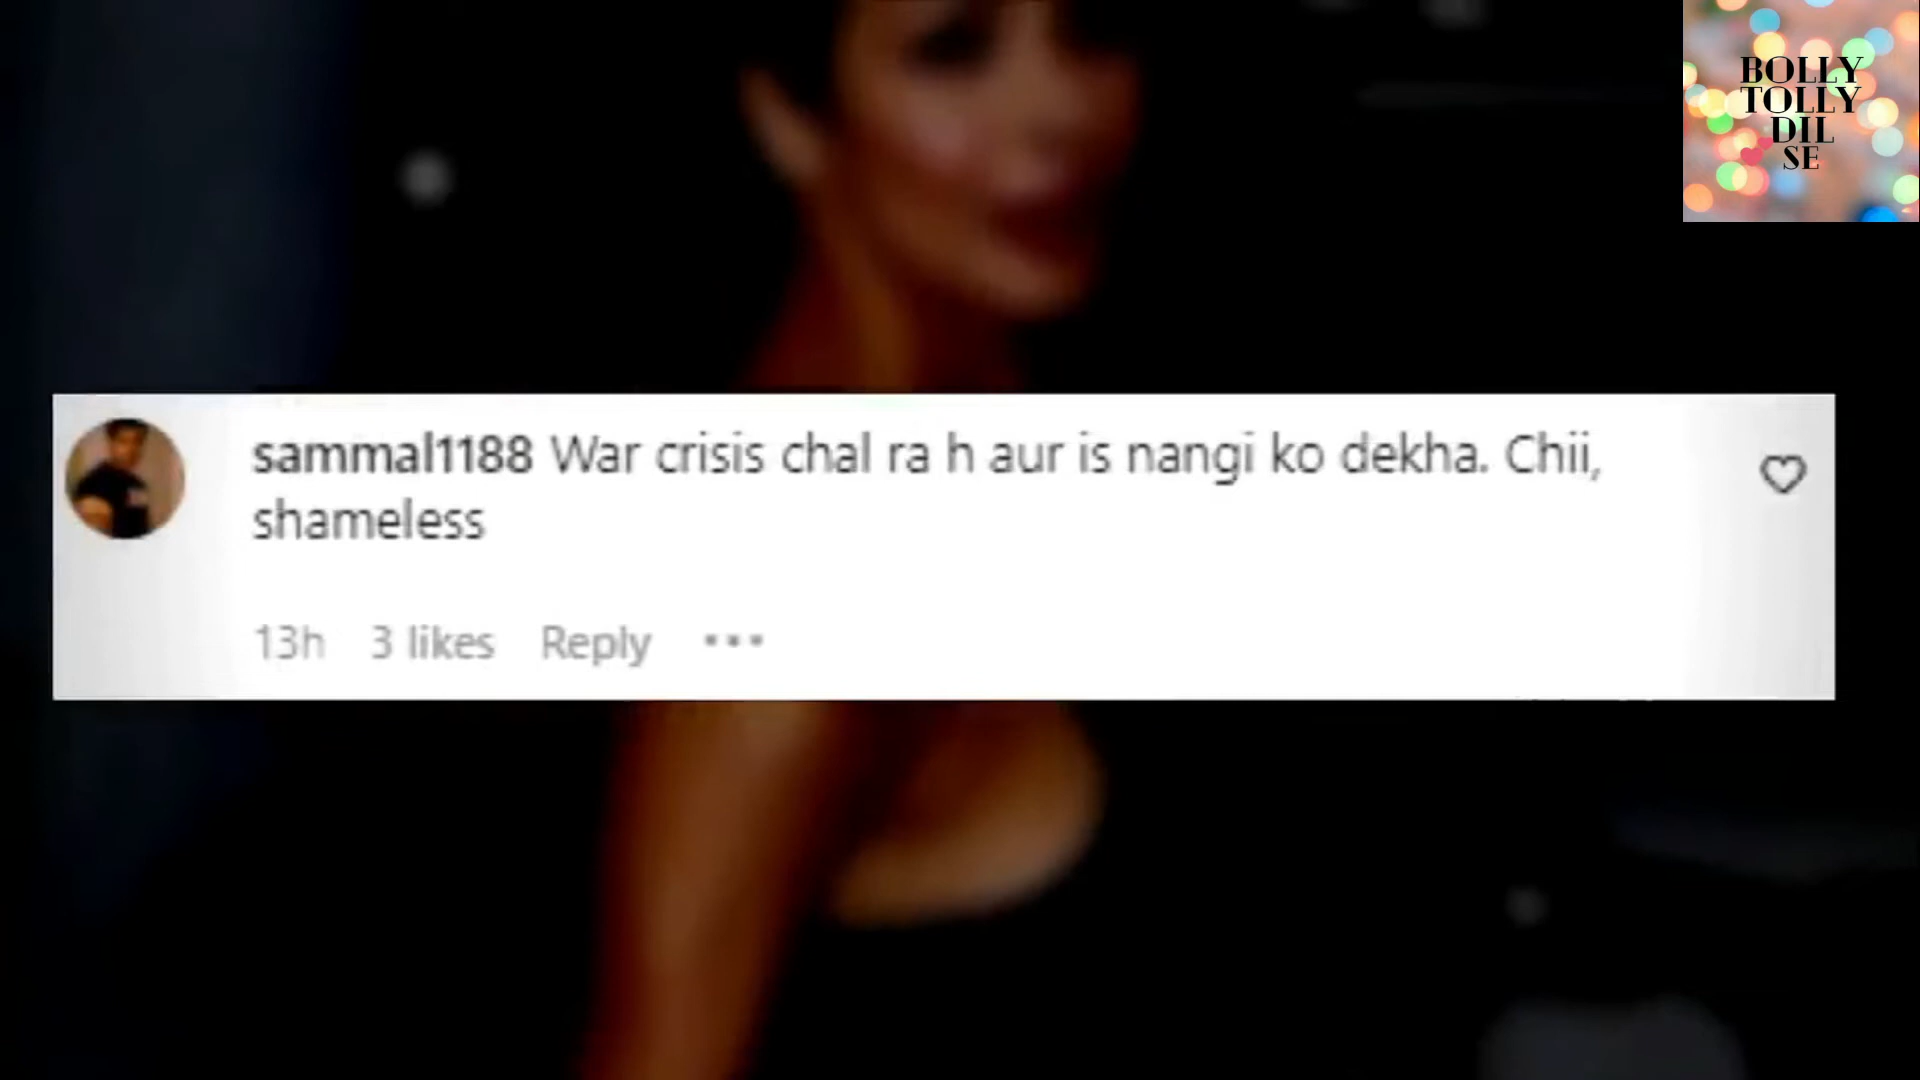 BOLLY
TOLLY
DIL
SE
sammal1188 War crisis chal ra h aur is nangi ko dekha. Chii,
shameless
13h 3 likes Reply •••